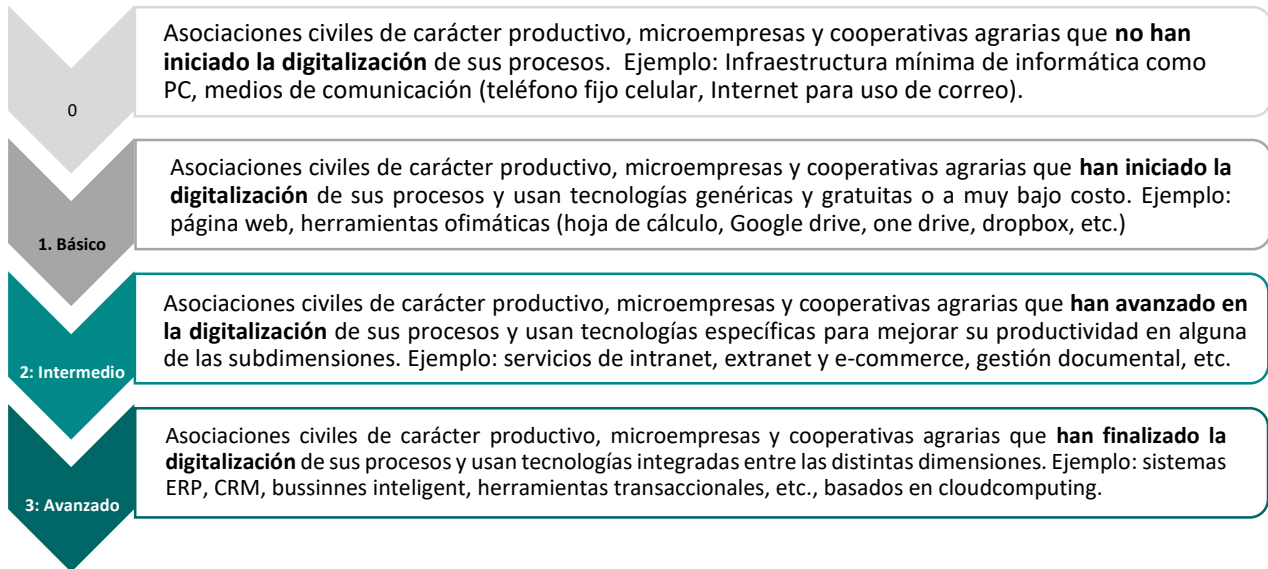 Asociaciones civiles de carácter productivo, microempresas y cooperativas agrarias que no han
iniciado la digitalización de sus procesos. Ejemplo: Infraestructura mínima de informática como
PC, medios de comunicación (teléfono fijo celular, Internet para uso de correo).
0
Asociaciones civiles de carácter productivo, microempresas y cooperativas agrarias que han iniciado la
digitalización de sus procesos y usan tecnologías genéricas y gratuitas o a muy bajo costo. Ejemplo:
página web, herramientas ofimáticas (hoja de cálculo, Google drive, one drive, dropbox, etc.)
1. Básico
Asociaciones civiles de carácter productivo, microempresas y cooperativas agrarias que han avanzado en
la digitalización de sus procesos y usan tecnologías específicas para mejorar su productividad en alguna
de las subdimensiones. Ejemplo: servicios de intranet, extranet y e-commerce, gestión documental, etc.
2: Intermedio
Asociaciones civiles de carácter productivo, microempresas y cooperativas agrarias que han finalizado la
digitalización de sus procesos y usan tecnologías integradas entre las distintas dimensiones. Ejemplo: sistemas
ERP, CRM, bussinnes inteligent, herramientas transaccionales, etc., basados en cloudcomputing.
3: Avanzado